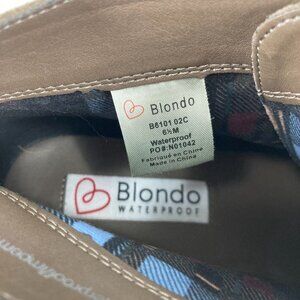 Blondo
B6101 02C
6½M
Waterproof
PO#:N01042
Fabriqué en Chine
Made in China
Blondo
WATERPROOF